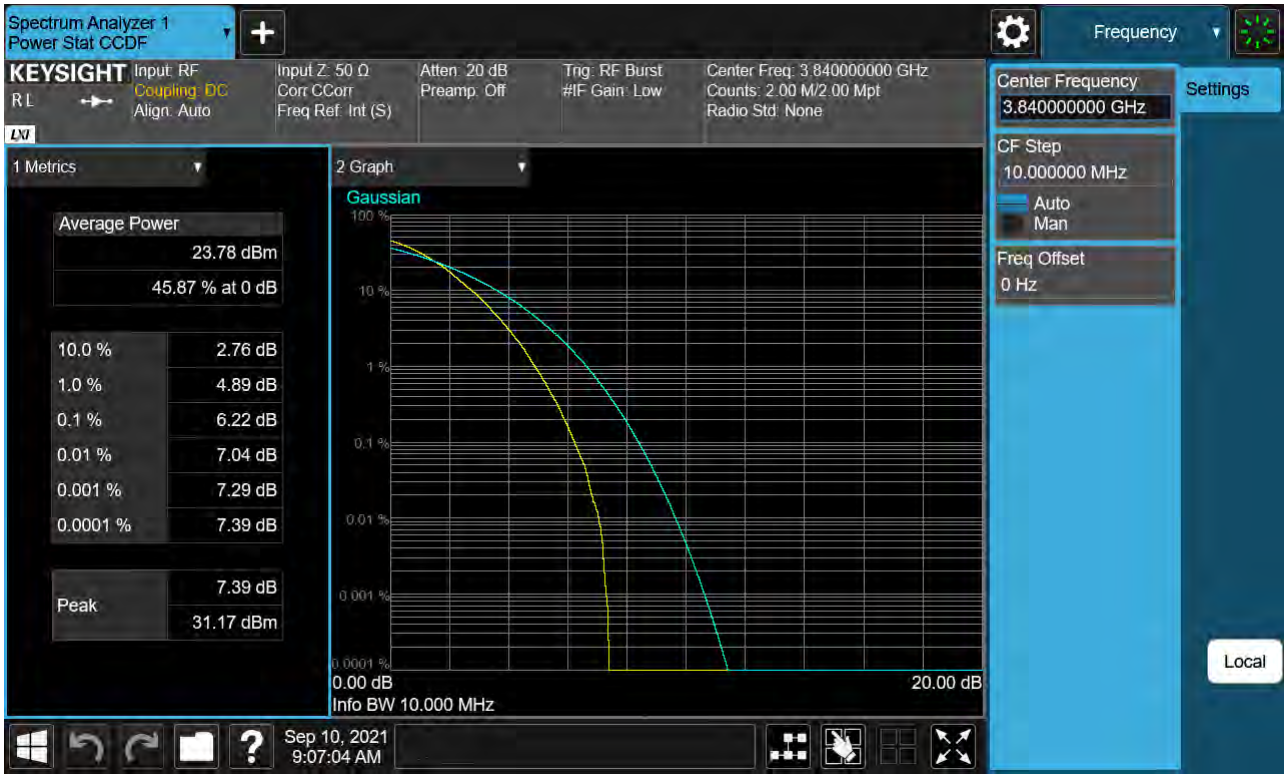 Spectrum Analyzer 1
Power Stat CCDF
+
Frequency
KEYSIGHT
RL
LXI
Input: RF
Coupling: DC
Align: Auto
Input Z: 50 Ω
Corr CCorr
Freq Ref: Int (S)
Atten: 20 dB
Preamp: Off
Trig: RF Burst
#IF Gain: Low
Center Freq: 3.840000000 GHz
Counts: 2.00 M/2.00 Mpt
Radio Std: None
Center Frequency
3.840000000 GHz
Settings
CF Step
10.000000 MHz
Auto
Man
Freq Offset
0 Hz
1 Metrics
Average Power
23.78 dBm
45.87 % at 0 dB
10.0 % 2.76 dB
1.0 % 4.89 dB
0.1 % 6.22 dB
0.01 % 7.04 dB
0.001 % 7.29 dB
0.0001 % 7.39 dB
Peak
7.39 dB
31.17 dBm
2 Graph
Gaussian
100 %
10 %
1 %
0.1 %
0.01 %
0.001 %
0.0001 %
0.00 dB
20.00 dB
Info BW 10.000 MHz
Local
?
Sep 10, 2021
9:07:04 AM